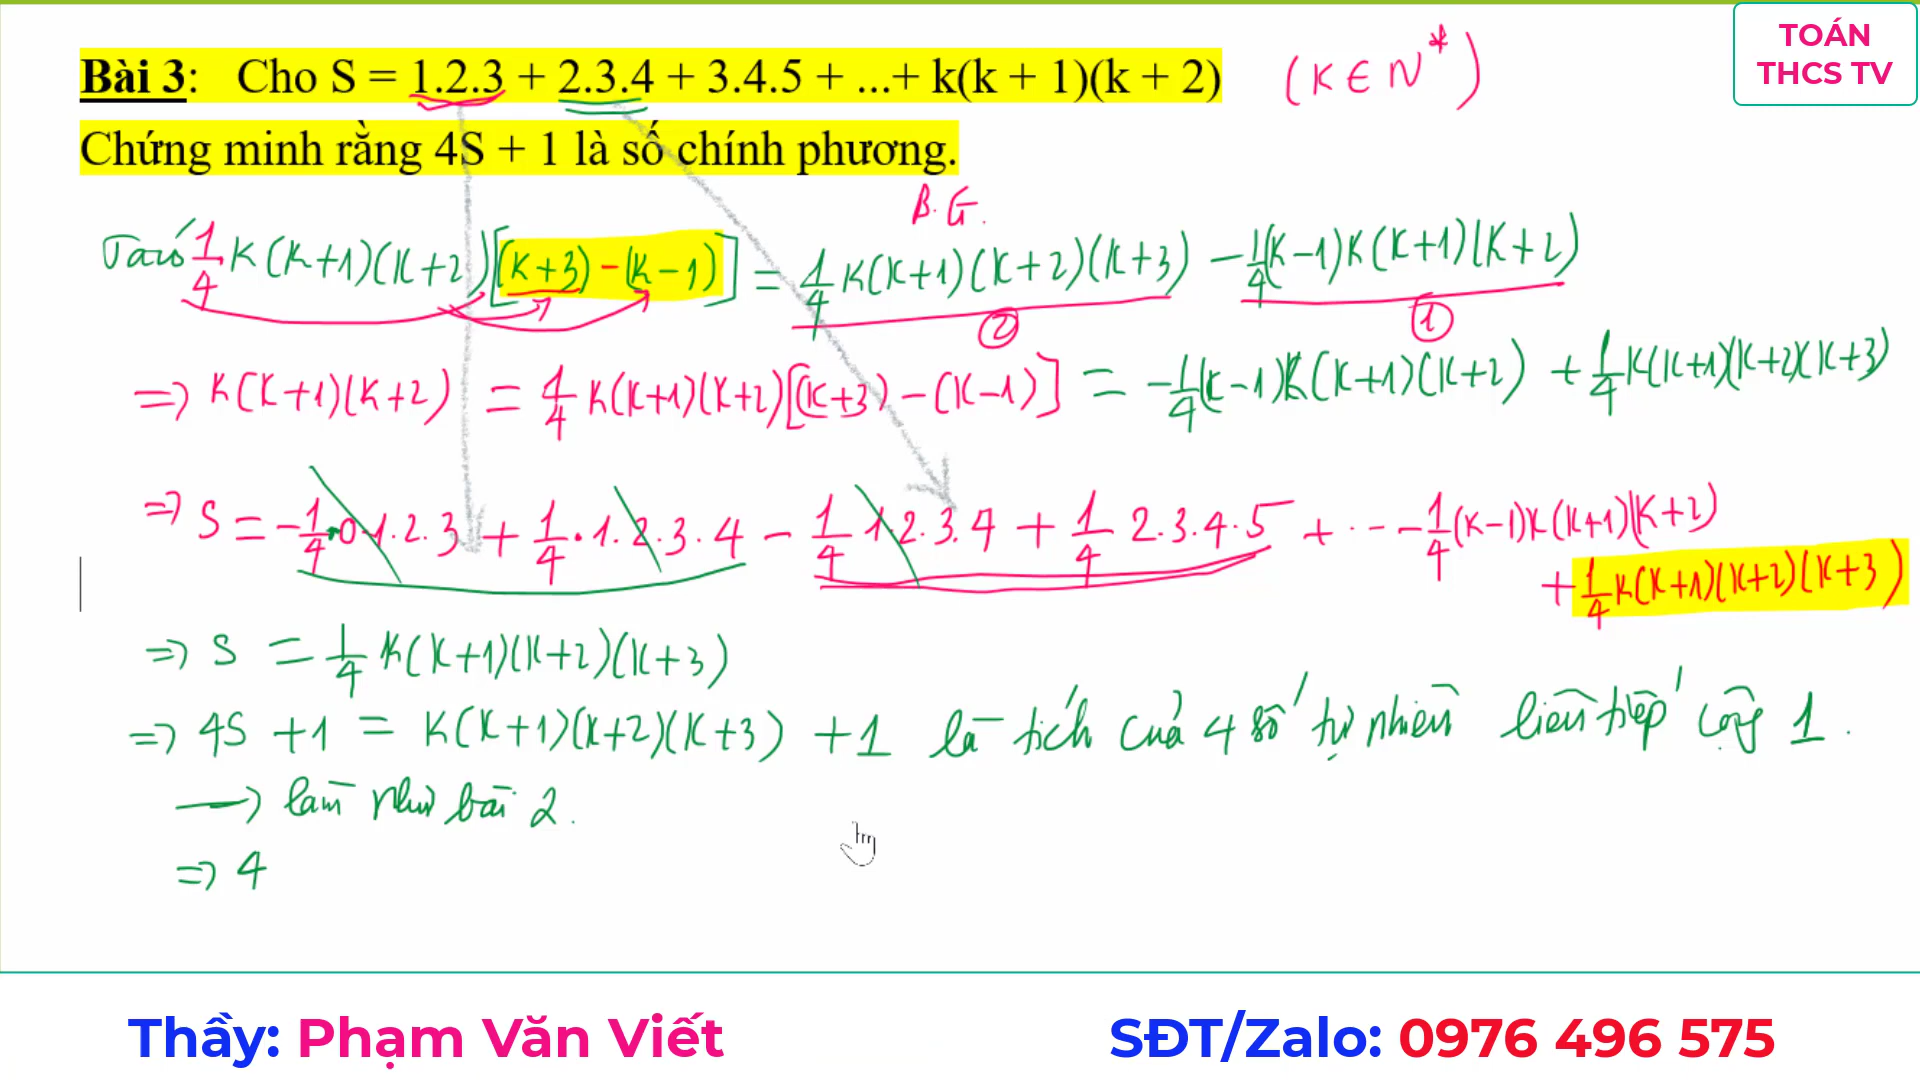 TOÁN
THCS TV
Bài 3: Cho S = 1.2.3 + 2.3.4 + 3.4.5 + ...+ k(k + 1)(k + 2) (K ∈ N*)
Chứng minh rằng 4S + 1 là số chính phương.
B.G.
Ta có 1/4 K(K+1)(K+2)[(K+3)-(K-1)] = 1/4 K(K+1)(K+2)(K+3) - 1/4(K-1)K(K+1)(K+2)
② ①
=> K(K+1)(K+2) = 1/4 K(K+1)(K+2)[(K+3)-(K-1)] = -1/4(K-1)K(K+1)(K+2) + 1/4 K(K+1)(K+2)(K+3)
=> S = -1/4.0.1.2.3 + 1/4.1.2.3.4 - 1/4 1.2.3.4 + 1/4 2.3.4.5 + ... - 1/4(K-1)K(K+1)(K+2)
+ 1/4 K(K+1)(K+2)(K+3)
=> S = 1/4 K(K+1)(K+2)(K+3)
=> 4S + 1 = K(K+1)(K+2)(K+3) + 1 là tích của 4 số tự nhiên liên tiếp cộng 1.
→ làm như bài 2.
=> 4
Thầy: Phạm Văn Viết
SĐT/Zalo: 0976 496 575